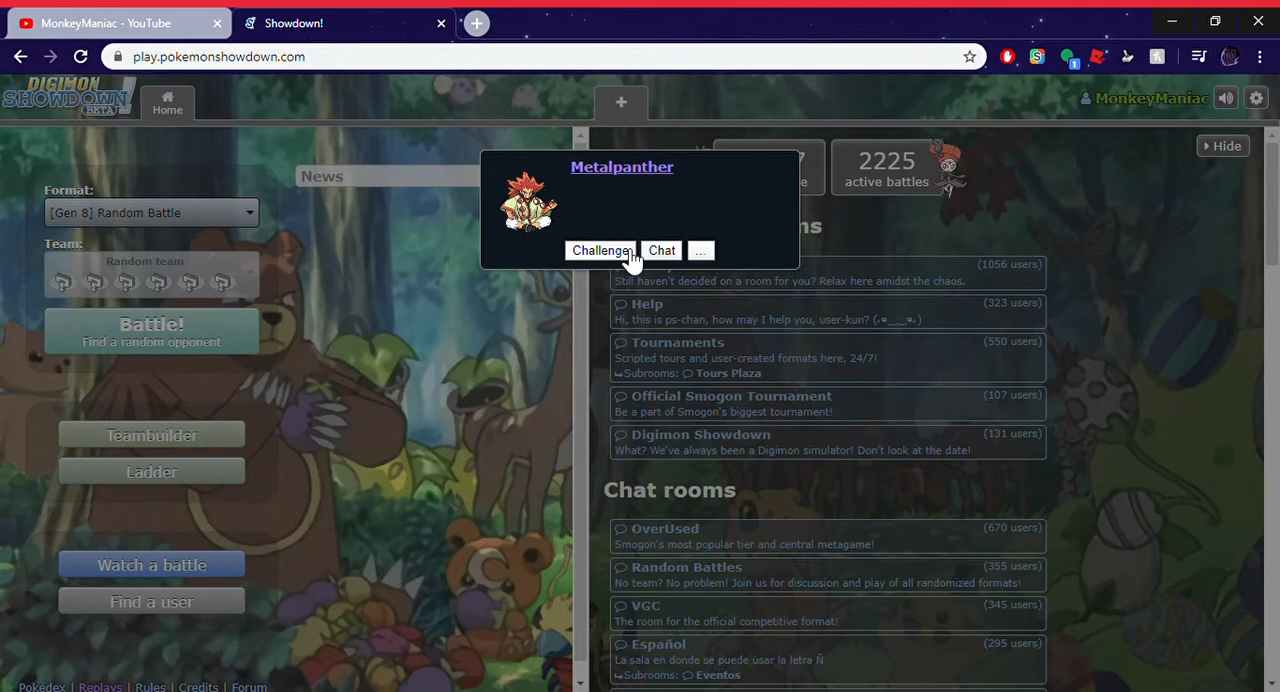 MonkeyManiac - YouTube
Showdown!
play.pokemonshowdown.com
1
DIGIMON
SHOWDOWN!
BETA
Home
MonkeyManiac
Format:
[Gen 8] Random Battle
Team:
Random team
Battle!
Find a random opponent
Teambuilder
Ladder
Watch a battle
Find a user
Pokédex | Replays | Rules | Credits | Forum
News
Metalpanther
Challenge
Chat
...
2225
active battles
Hide
(1056 users)
Still haven't decided on a room for you? Relax here amidst the chaos.
Help
(323 users)
Hi, this is ps-chan, how may I help you, user-kun?
Tournaments
(550 users)
Scripted tours and user-created formats here, 24/7!
↳Subrooms: Tours Plaza
Official Smogon Tournament
(107 users)
Be a part of Smogon's biggest tournament!
Digimon Showdown
(131 users)
What? We've always been a Digimon simulator! Don't look at the date!
Chat rooms
OverUsed
(670 users)
Smogon's most popular tier and central metagame!
Random Battles
(355 users)
No team? No problem! Join us for discussion and play of all randomized formats!
VGC
(345 users)
The room for the official competitive format!
Español
(295 users)
La sala en donde se puede usar la letra Ñ
↳Subrooms: Eventos